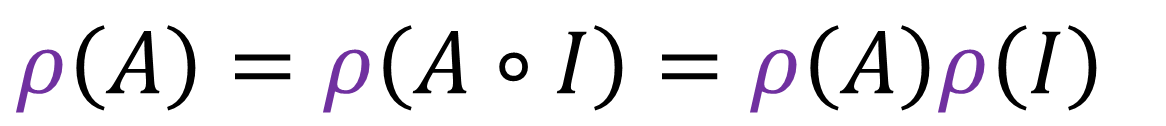 ρ(A) = ρ(A ∘ I) = ρ(A)ρ(I)